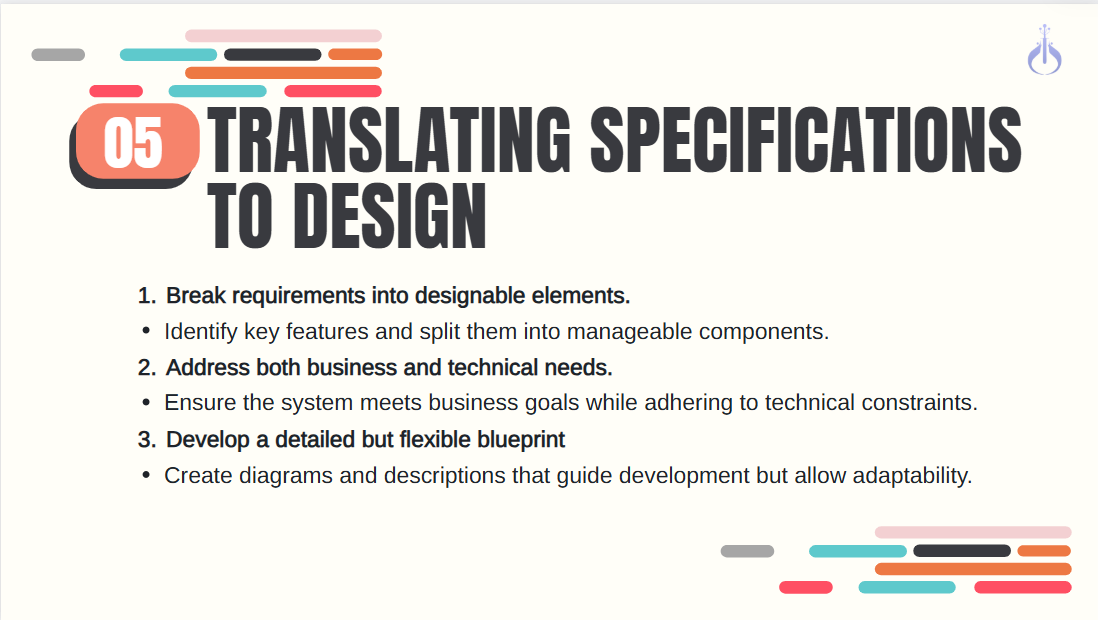 05
TRANSLATING SPECIFICATIONS
TO DESIGN
1. Break requirements into designable elements.
• Identify key features and split them into manageable components.
2. Address both business and technical needs.
• Ensure the system meets business goals while adhering to technical constraints.
3. Develop a detailed but flexible blueprint
• Create diagrams and descriptions that guide development but allow adaptability.